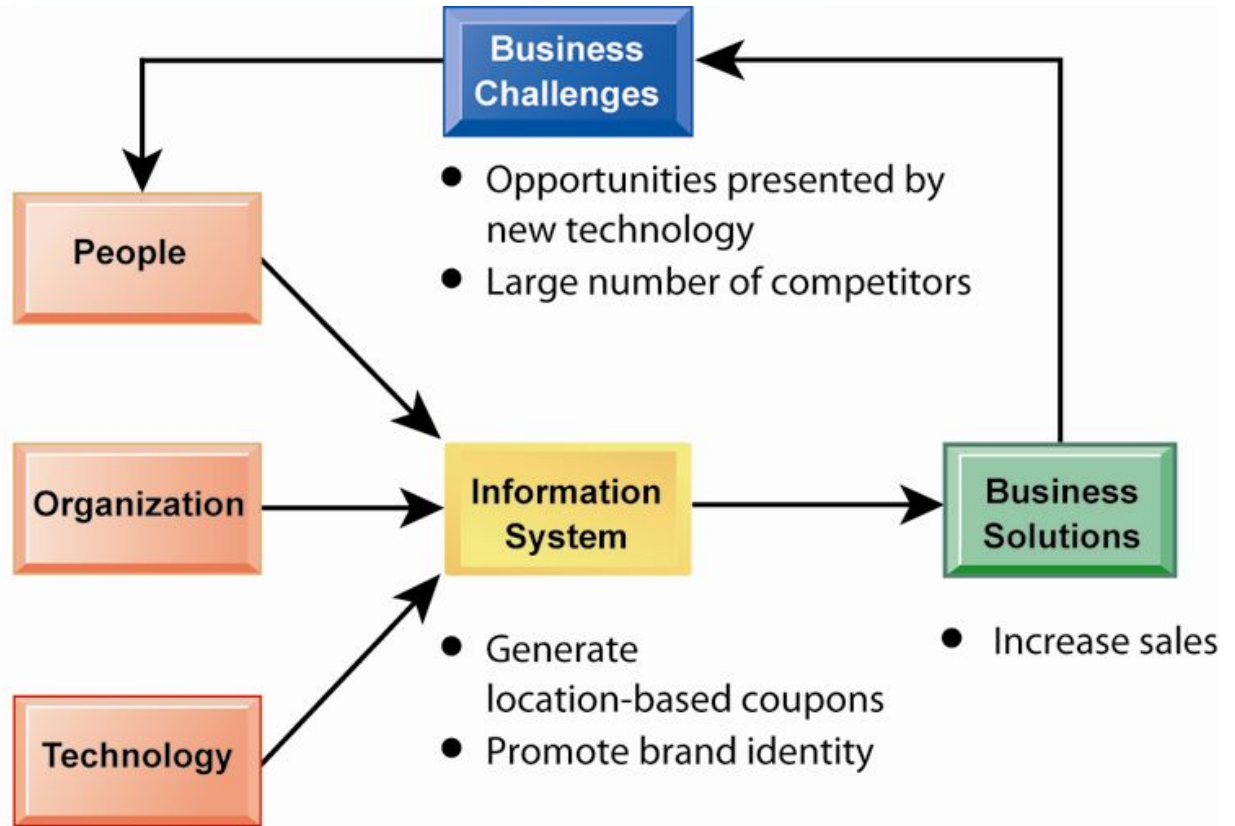 Business
Challenges
● Opportunities presented by
new technology
● Large number of competitors
People
Organization
Technology
Information
System
● Generate
location-based coupons
● Promote brand identity
Business
Solutions
● Increase sales